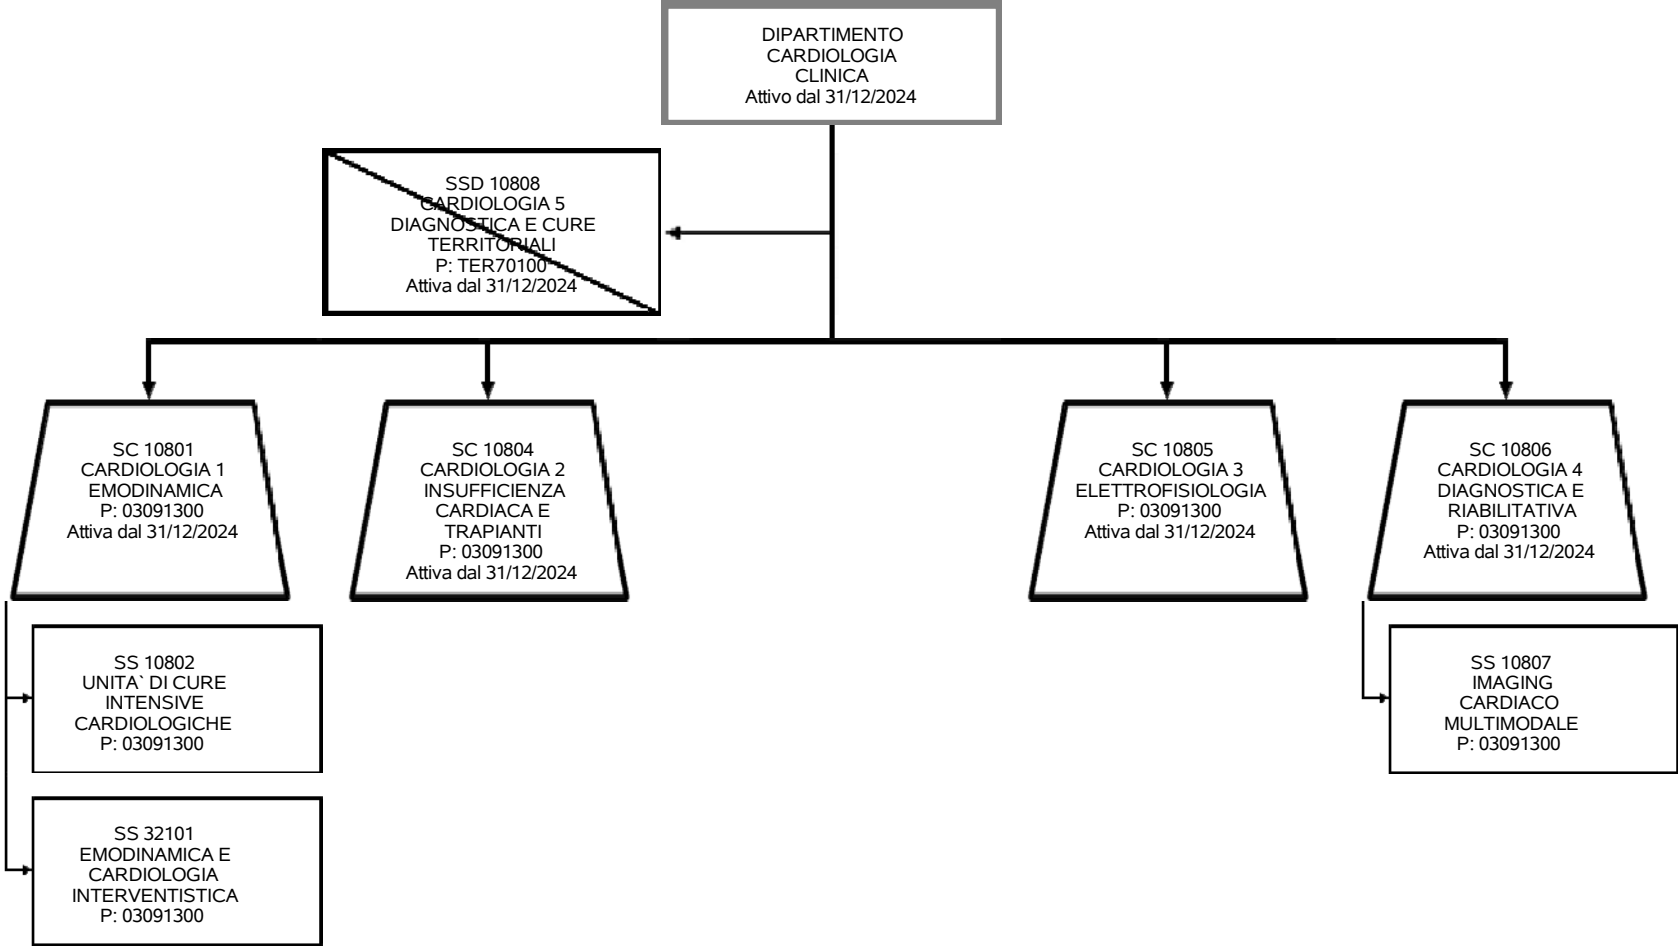 DIPARTIMENTO
CARDIOLOGIA
CLINICA
Attivo dal 31/12/2024
SSD 10808
CARDIOLOGIA 5
DIAGNOSTICA E CURE
TERRITORIALI
P: TER70100
Attiva dal 31/12/2024
SC 10801
CARDIOLOGIA 1
EMODINAMICA
P: 03091300
Attiva dal 31/12/2024
SC 10804
CARDIOLOGIA 2
INSUFFICIENZA
CARDIACA E
TRAPIANTI
P: 03091300
Attiva dal 31/12/2024
SC 10805
CARDIOLOGIA 3
ELETTROFISIOLOGIA
P: 03091300
Attiva dal 31/12/2024
SC 10806
CARDIOLOGIA 4
DIAGNOSTICA E
RIABILITATIVA
P: 03091300
Attiva dal 31/12/2024
SS 10802
UNITA` DI CURE
INTENSIVE
CARDIOLOGICHE
P: 03091300
SS 10807
IMAGING
CARDIACO
MULTIMODALE
P: 03091300
SS 32101
EMODINAMICA E
CARDIOLOGIA
INTERVENTISTICA
P: 03091300